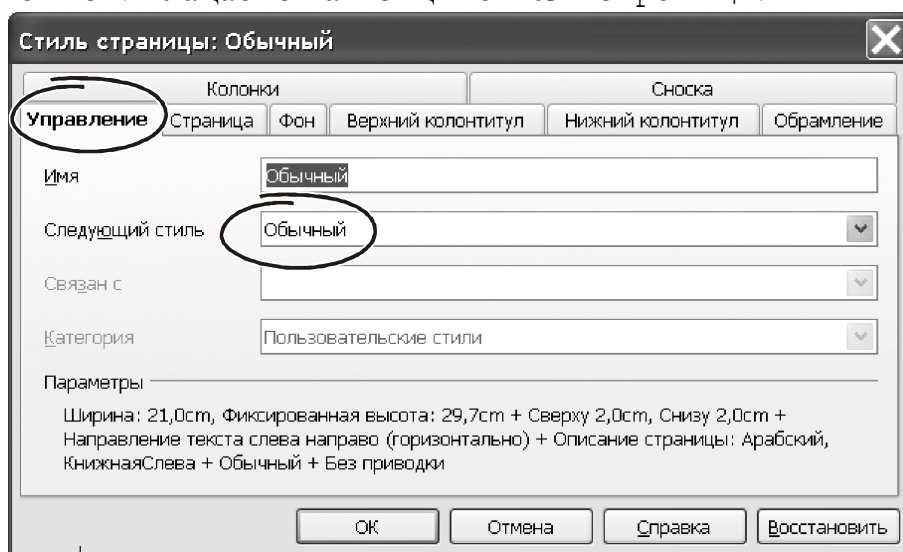 Стиль страницы: Обычный
Колонки Сноска
Управление Страница Фон Верхний колонтитул Нижний колонтитул Обрамление
Имя Обычный
Следующий стиль Обычный
Связан с
Категория Пользовательские стили
Параметры
Ширина: 21,0cm, Фиксированная высота: 29,7cm + Сверху 2,0cm, Снизу 2,0cm +
Направление текста слева направо (горизонтально) + Описание страницы: Арабский,
КнижнаяСлева + Обычный + Без приводки
ОК Отмена Справка Восстановить